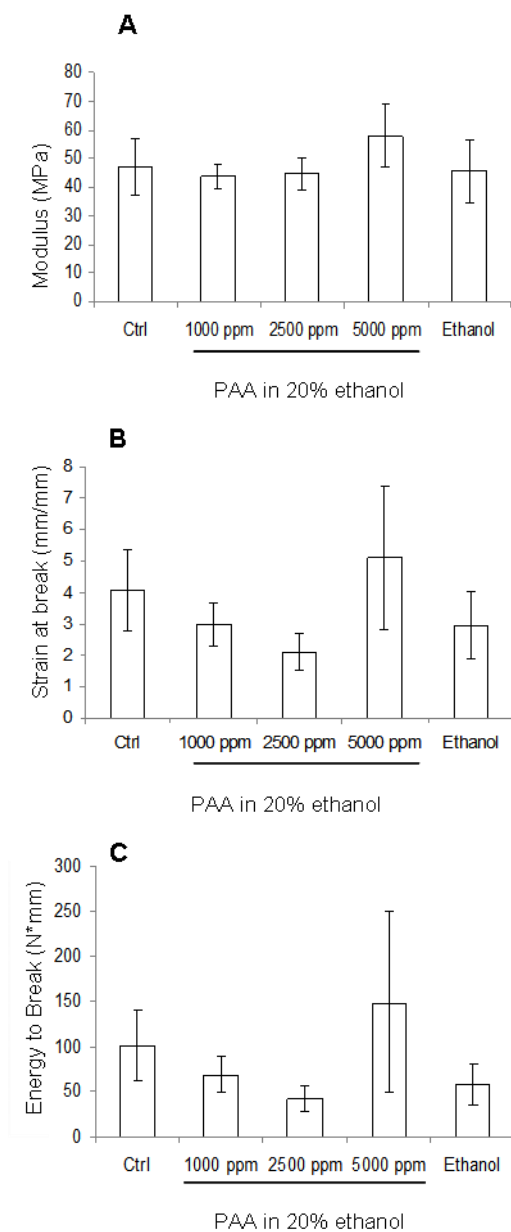 A
Modulus (MPa)
80
70
60
50
40
30
20
10
0
Ctrl 1000 ppm 2500 ppm 5000 ppm Ethanol
PAA in 20% ethanol
B
Strain at break (mm/mm)
8
7
6
5
4
3
2
1
0
Ctrl 1000 ppm 2500 ppm 5000 ppm Ethanol
PAA in 20% ethanol
C
Energy to Break (N*mm)
300
250
200
150
100
50
0
Ctrl 1000 ppm 2500 ppm 5000 ppm Ethanol
PAA in 20% ethanol